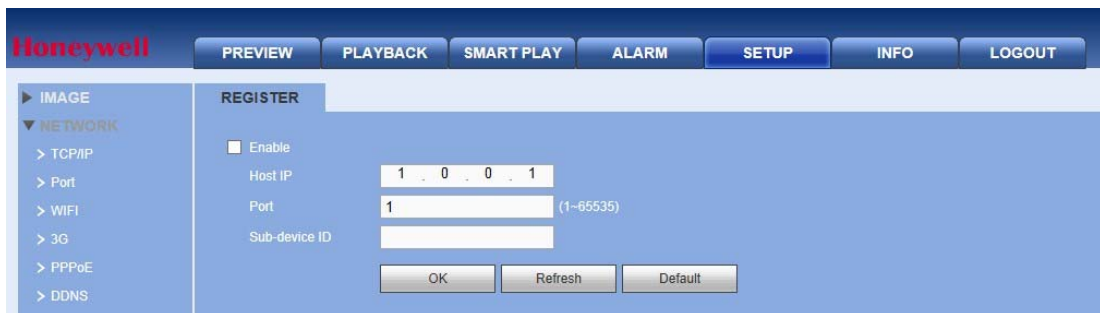 Honeywell
PREVIEW PLAYBACK SMART PLAY ALARM SETUP INFO LOGOUT
IMAGE
NETWORK
> TCP/IP
> Port
> WIFI
> 3G
> PPPoE
> DDNS
REGISTER
Enable
Host IP 1 . 0 . 0 . 1
Port 1 (1~65535)
Sub-device ID
OK Refresh Default